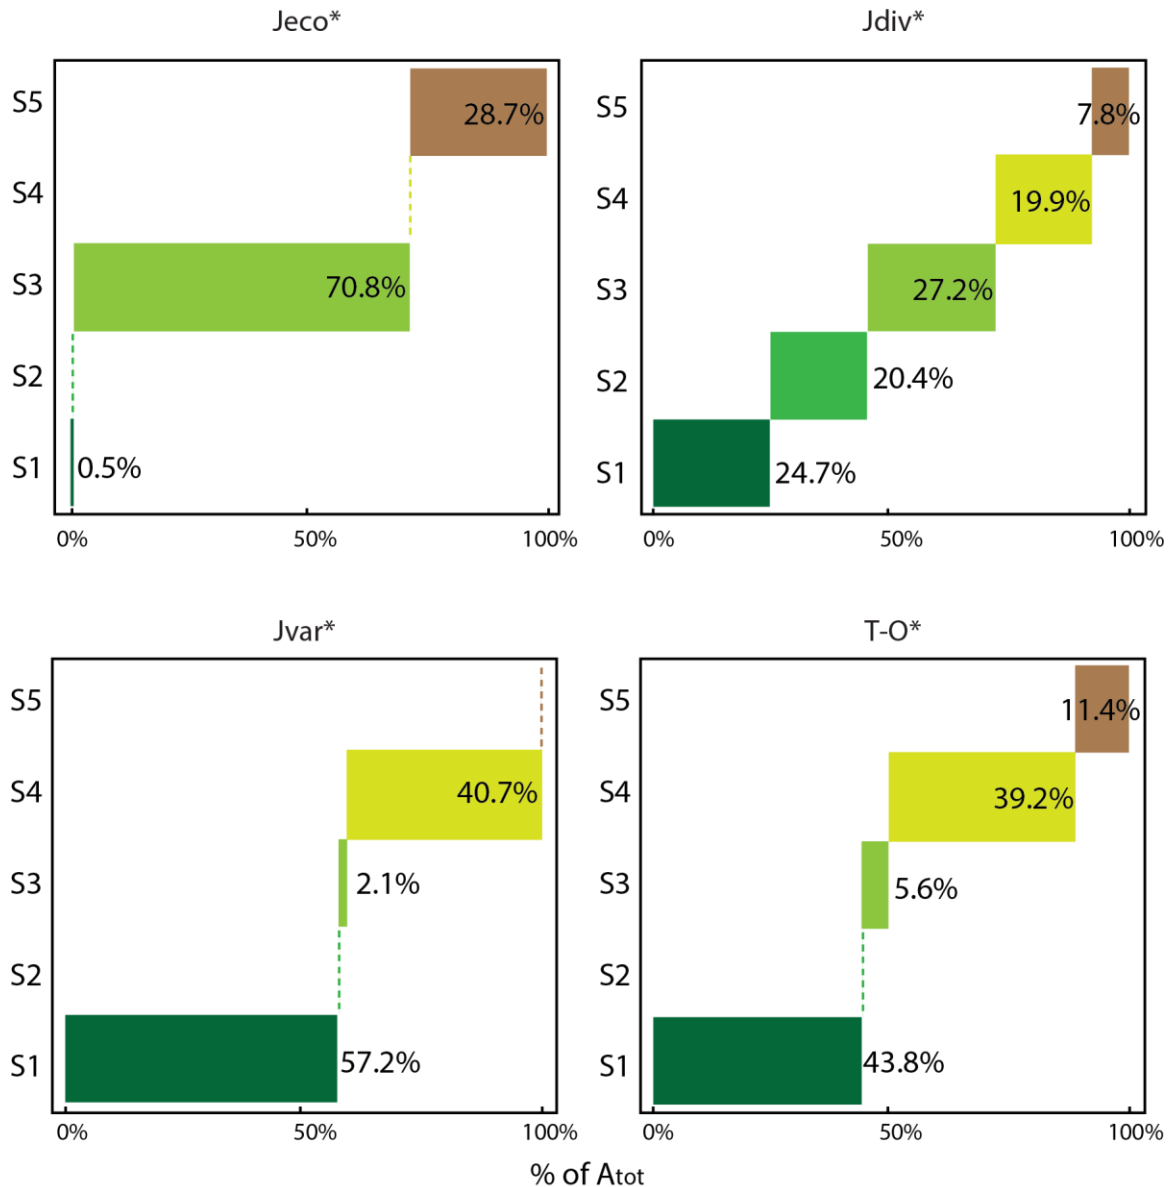 Jeco*
S5
28.7%
S4
S3
70.8%
S2
S1
0.5%
0% 50% 100%
Jdiv*
S5
7.8%
S4
19.9%
S3
27.2%
S2
20.4%
S1
24.7%
0% 50% 100%
Jvar*
S5
S4
40.7%
S3
2.1%
S2
S1
57.2%
0% 50% 100%
T-O*
S5
11.4%
S4
39.2%
S3
5.6%
S2
S1
43.8%
0% 50% 100%
% of Atot